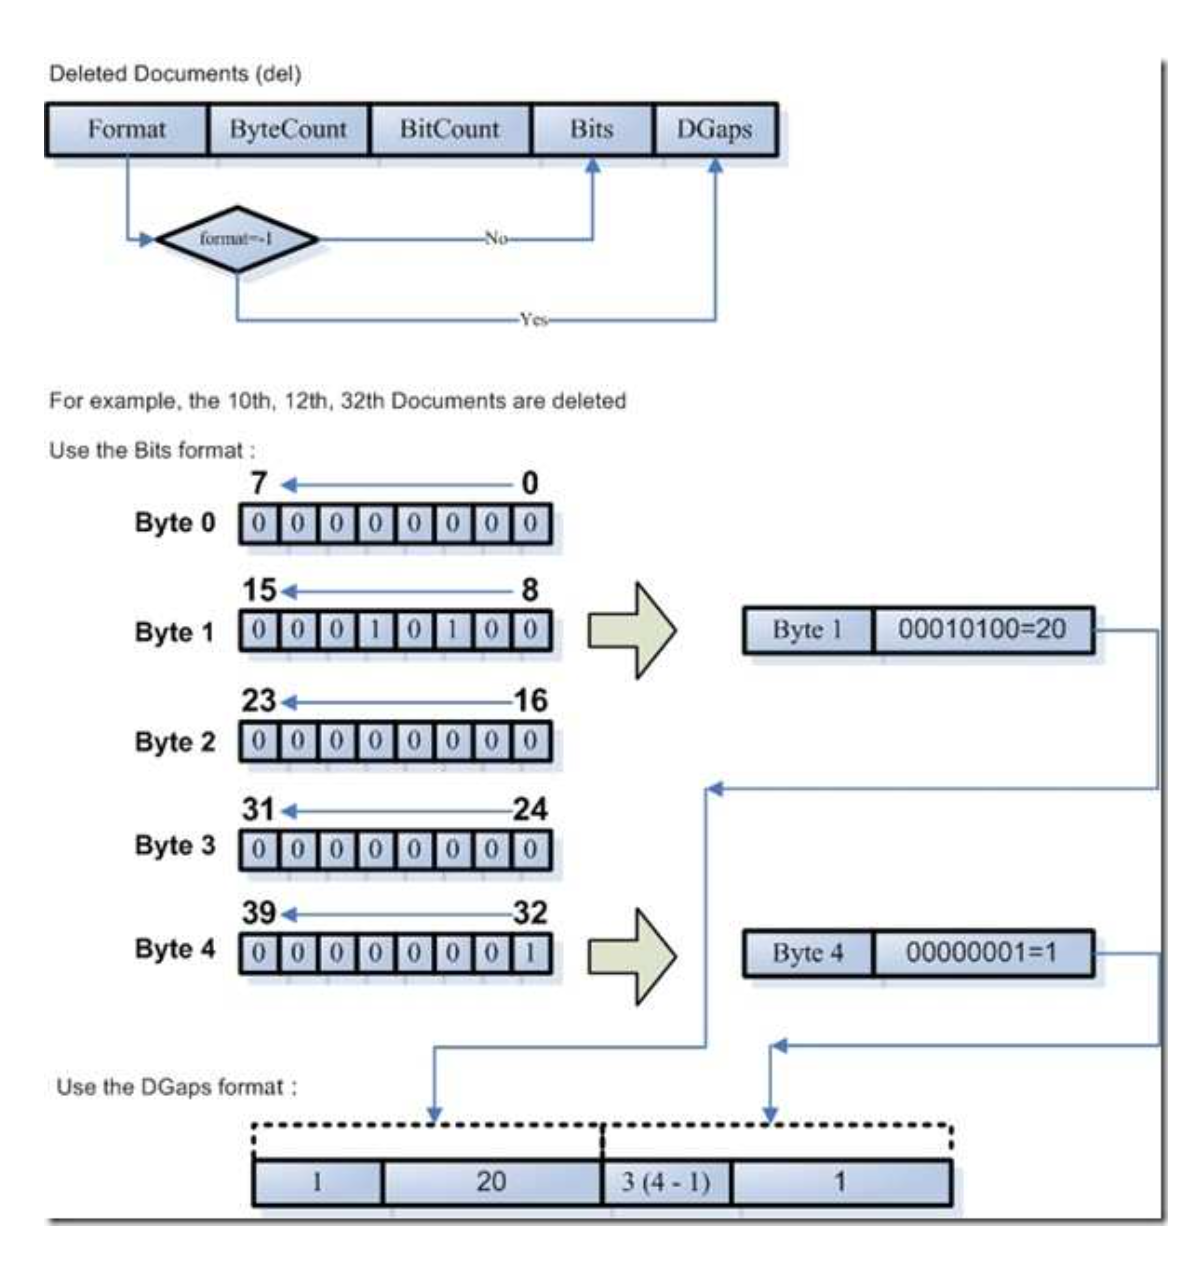 Deleted Documents (del)
Format ByteCount BitCount Bits DGaps
format=-1
No
Yes
For example, the 10th, 12th, 32th Documents are deleted
Use the Bits format :
7 0
Byte 0 0 0 0 0 0 0 0 0
15 8
Byte 1 0 0 0 1 0 1 0 0
Byte 1 00010100=20
23 16
Byte 2 0 0 0 0 0 0 0 0
31 24
Byte 3 0 0 0 0 0 0 0 0
39 32
Byte 4 0 0 0 0 0 0 0 1
Byte 4 00000001=1
Use the DGaps format :
1 20 3 (4 - 1) 1